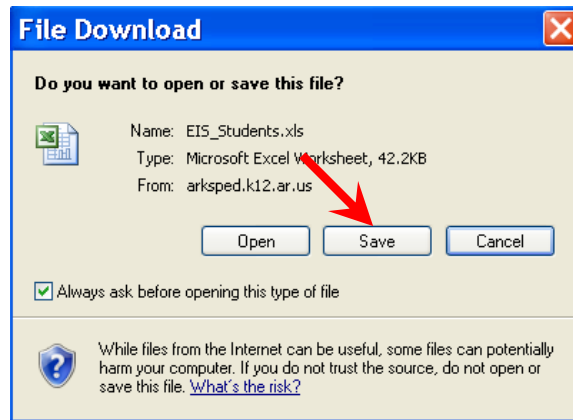 File Download
Do you want to open or save this file?
Name: EIS_Students.xls
Type: Microsoft Excel Worksheet, 42.2KB
From: arksped.k12.ar.us
Open Save Cancel
Always ask before opening this type of file
While files from the Internet can be useful, some files can potentially
harm your computer. If you do not trust the source, do not open or
save this file. What's the risk?